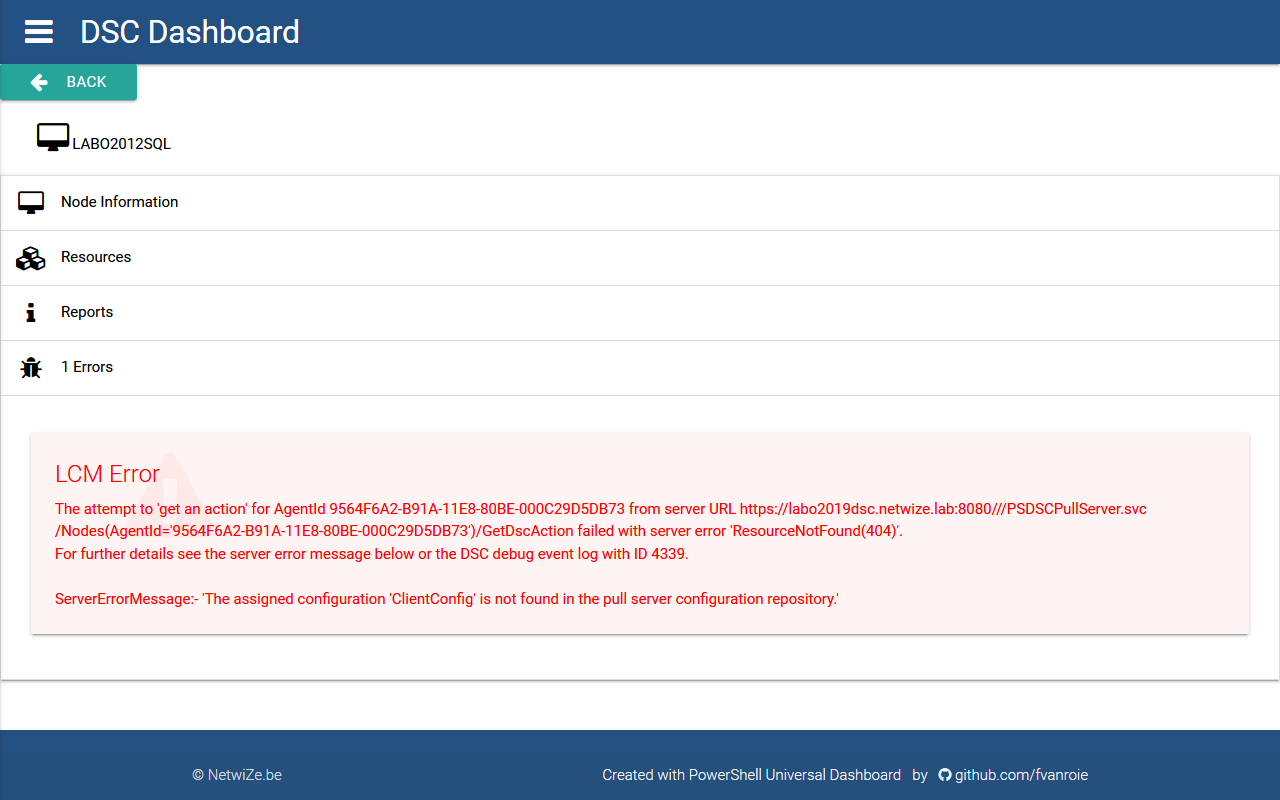 DSC Dashboard
BACK
LABO2012SQL
Node Information
Resources
Reports
1 Errors
LCM Error
The attempt to 'get an action' for AgentId 9564F6A2-B91A-11E8-80BE-000C29D5DB73 from server URL https://labo2019dsc.netwize.lab:8080///PSDSCPullServer.svc
/Nodes(AgentId='9564F6A2-B91A-11E8-80BE-000C29D5DB73')/GetDscAction failed with server error 'ResourceNotFound(404)'.
For further details see the server error message below or the DSC debug event log with ID 4339.
ServerErrorMessage:- 'The assigned configuration 'ClientConfig' is not found in the pull server configuration repository.'
© NetwiZe.be
Created with PowerShell Universal Dashboard by github.com/fvanroie